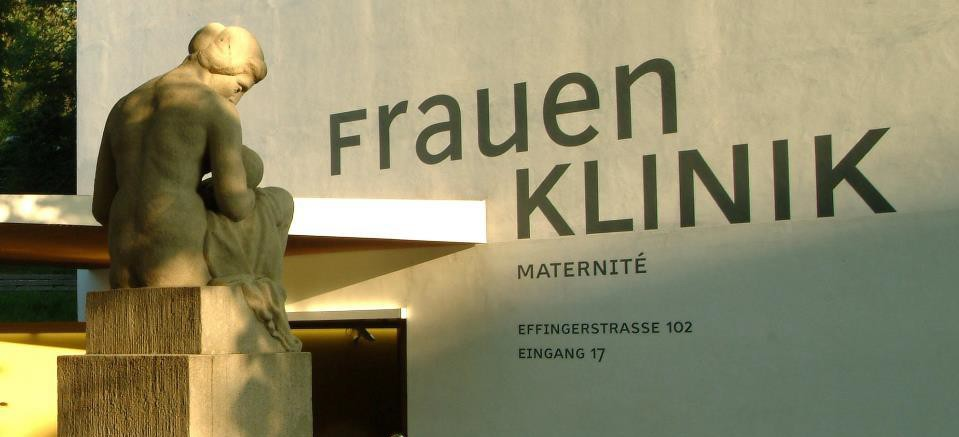 Frauen
KLINIK
MATERNITÉ
EFFINGERSTRASSE 102
EINGANG 17